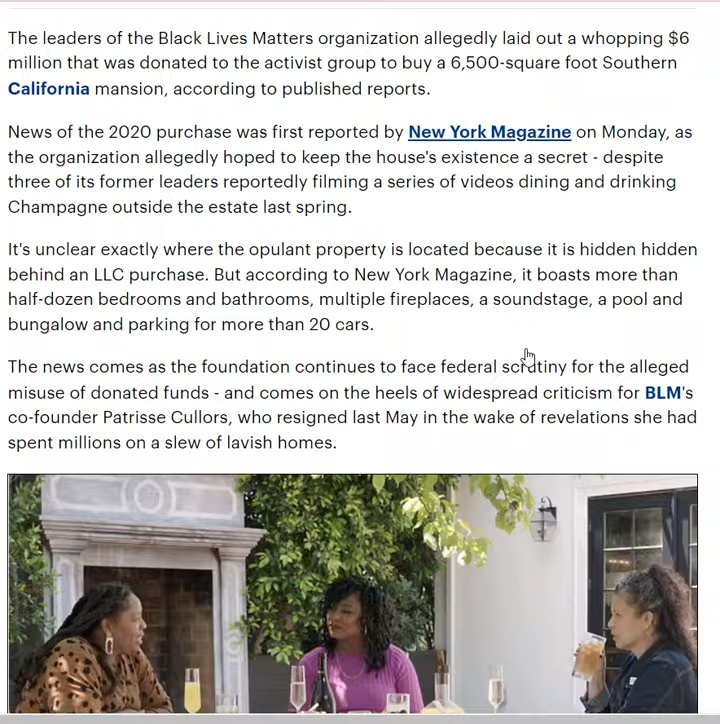 The leaders of the Black Lives Matters organization allegedly laid out a whopping $6
million that was donated to the activist group to buy a 6,500-square foot Southern
California mansion, according to published reports.
News of the 2020 purchase was first reported by New York Magazine on Monday, as
the organization allegedly hoped to keep the house's existence a secret - despite
three of its former leaders reportedly filming a series of videos dining and drinking
Champagne outside the estate last spring.
It's unclear exactly where the opulant property is located because it is hidden hidden
behind an LLC purchase. But according to New York Magazine, it boasts more than
half-dozen bedrooms and bathrooms, multiple fireplaces, a soundstage, a pool and
bungalow and parking for more than 20 cars.
The news comes as the foundation continues to face federal scrutiny for the alleged
misuse of donated funds - and comes on the heels of widespread criticism for BLM's
co-founder Patrisse Cullors, who resigned last May in the wake of revelations she had
spent millions on a slew of lavish homes.